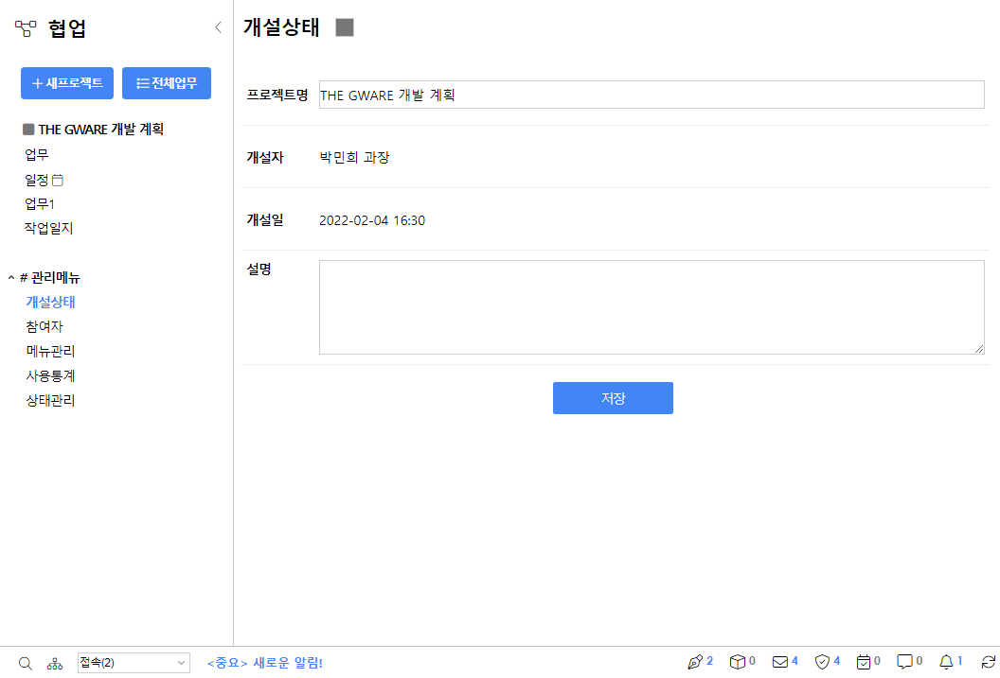 협업
새프로젝트
전체업무
THE GWARE 개발 계획
업무
일정
업무1
작업일지
# 관리메뉴
개설상태
참여자
메뉴관리
사용통계
상태관리
개설상태
프로젝트명 THE GWARE 개발 계획
개설자 박민희 과장
개설일 2022-02-04 16:30
설명
저장
접속(2) <중요> 새로운 알림! 2 0 4 4 0 0 1